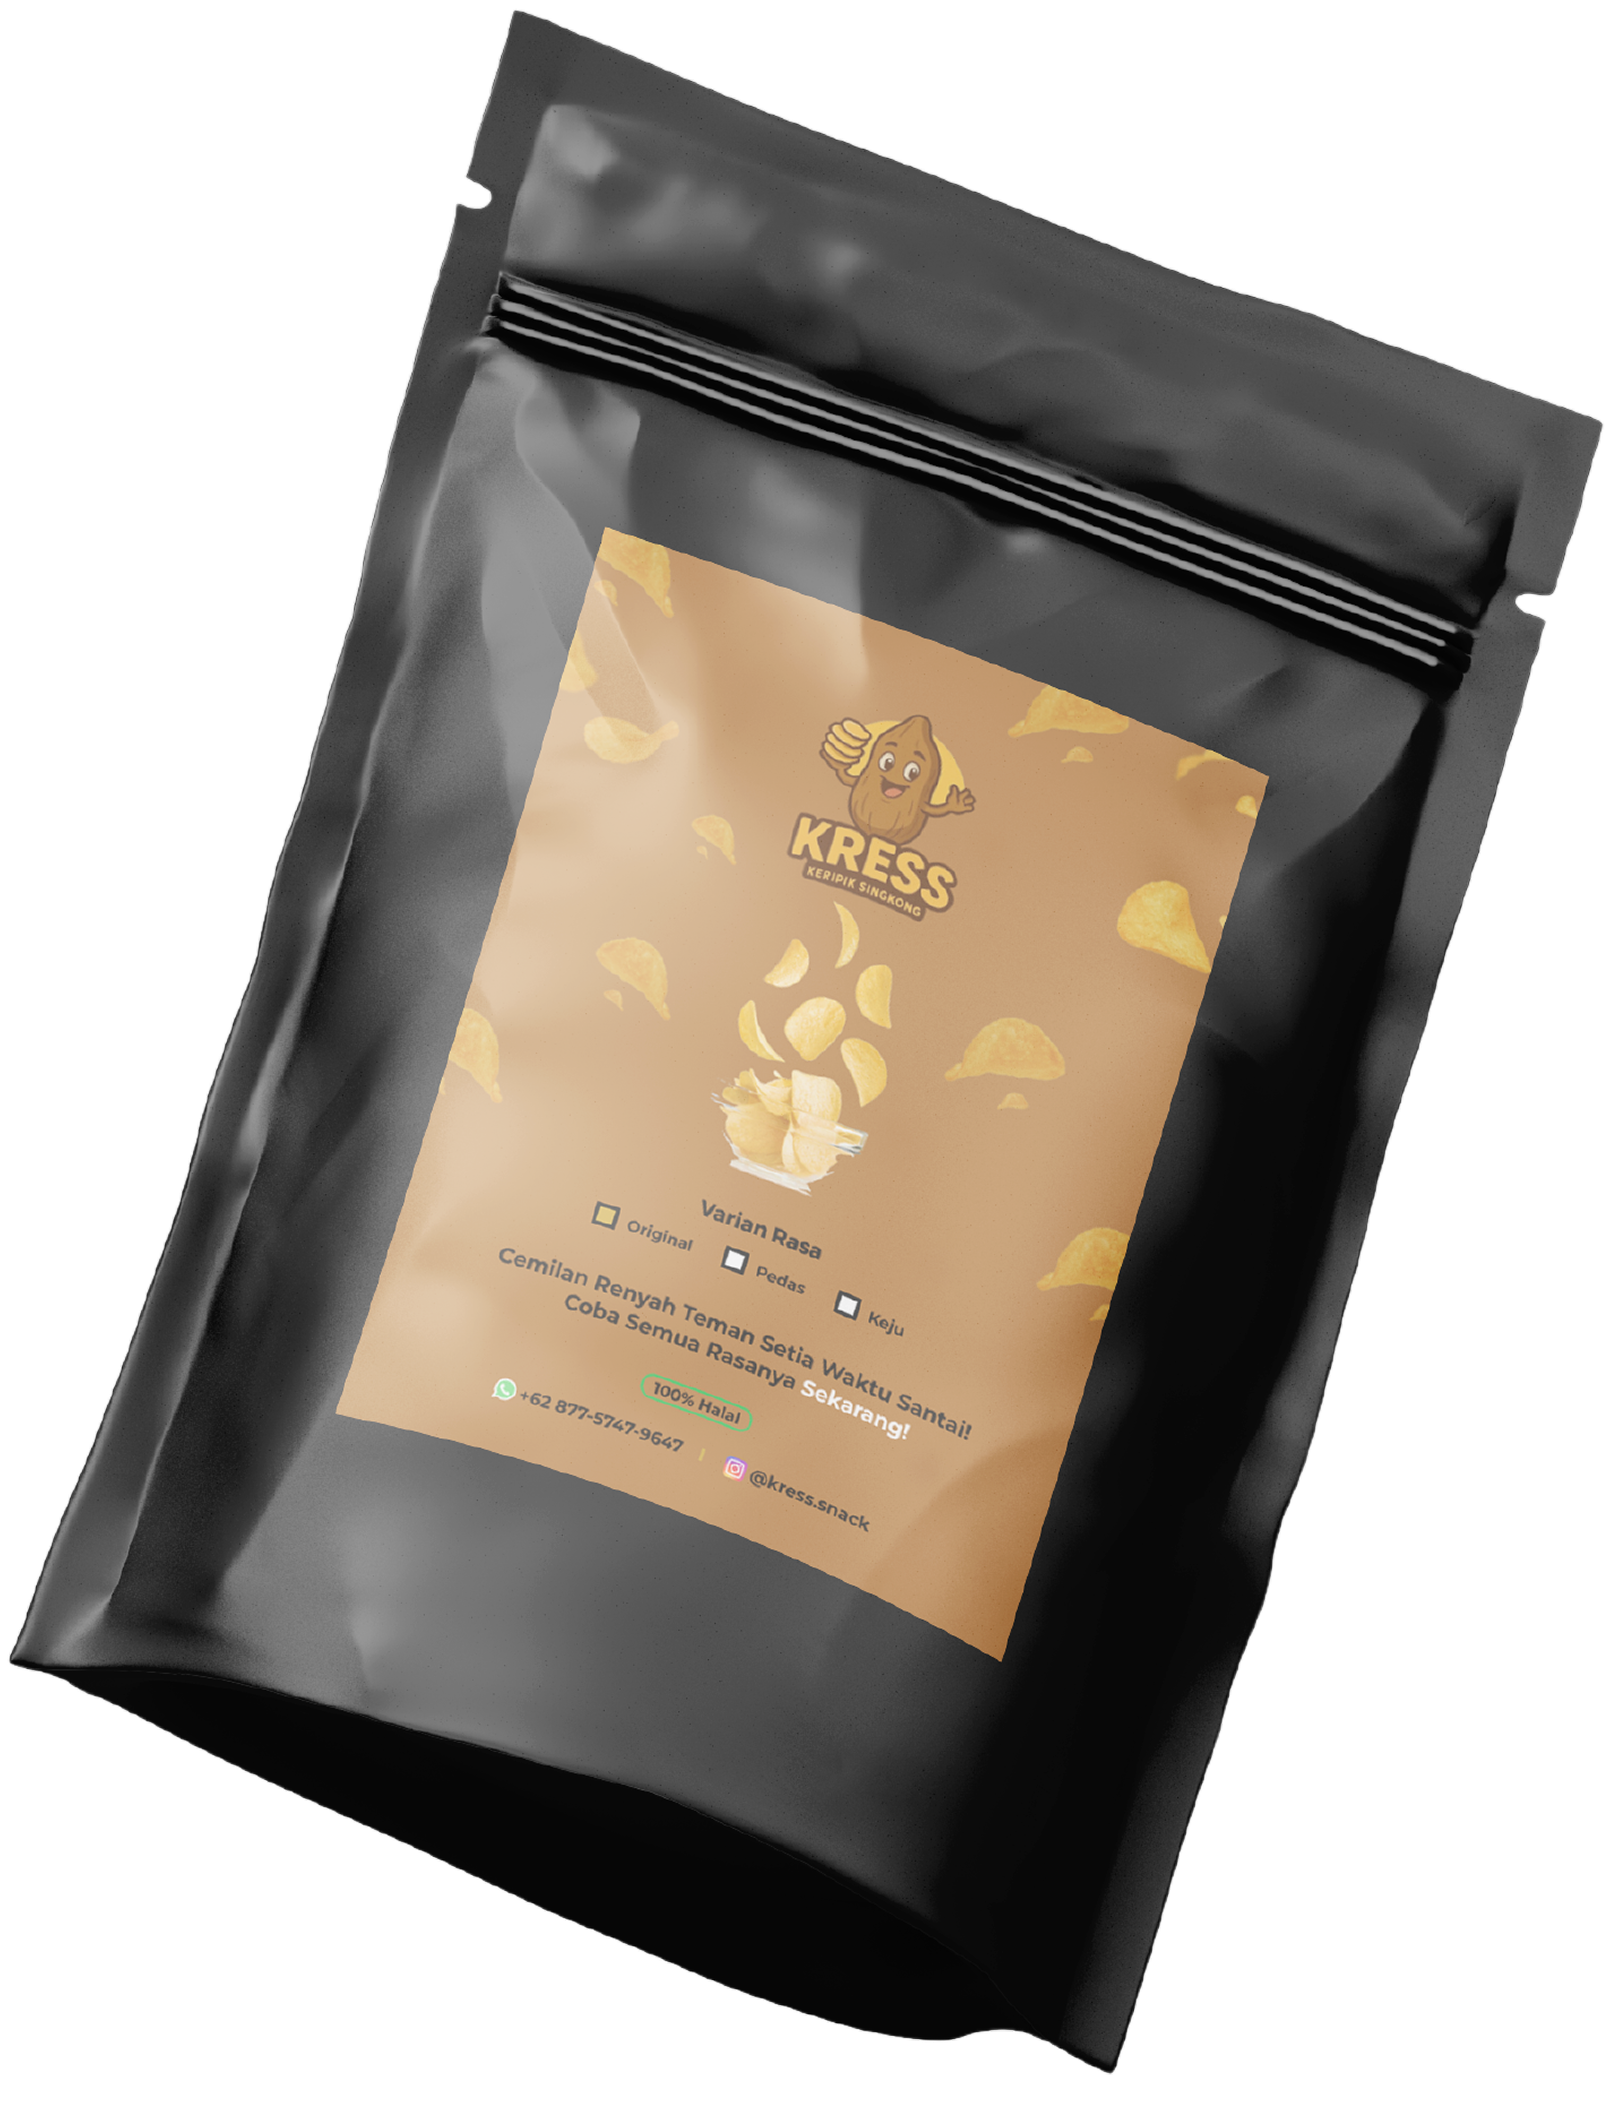 KRESS
KERIPIK SINGKONG
Varian Rasa
Original
Pedas
Keju
Cemilan Renyah Teman Setia Waktu Santai!
Coba Semua Rasanya Sekarang!
100% Halal
+62 877-5747-9647 | @kress.snack